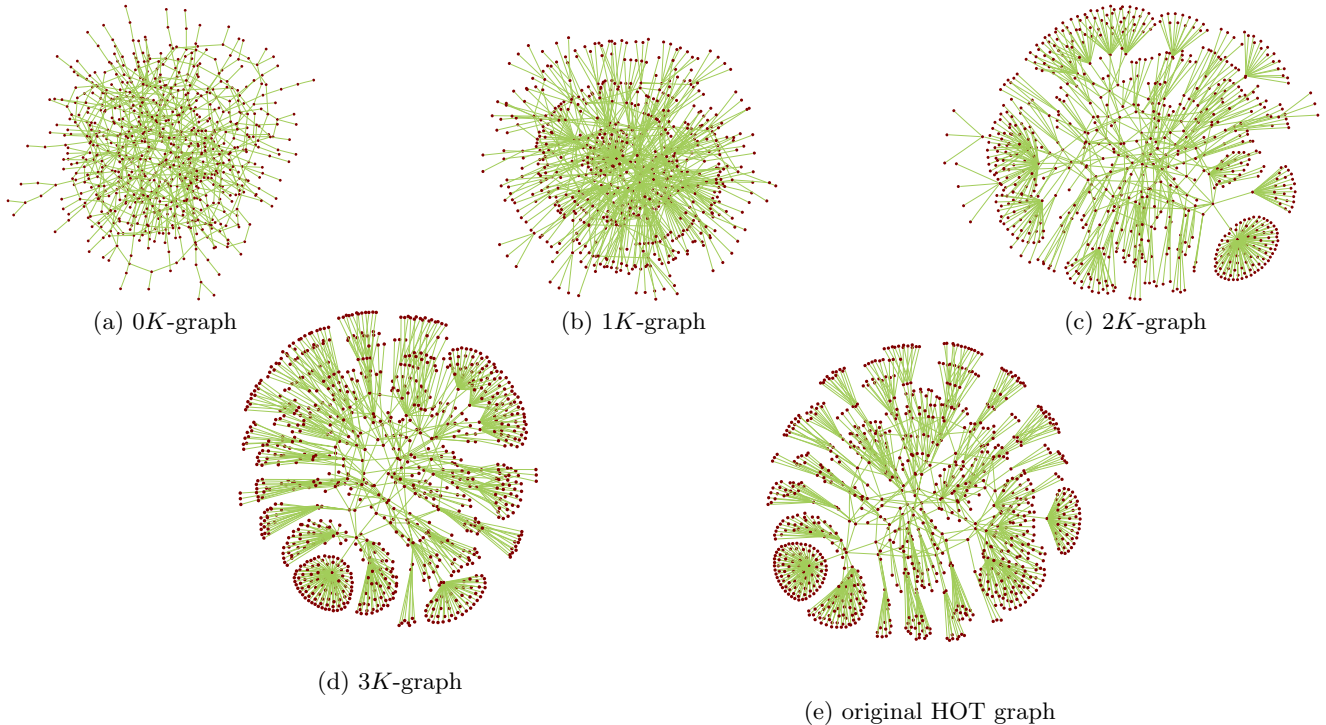 (a) 0K-graph
(b) 1K-graph
(c) 2K-graph
(d) 3K-graph
(e) original HOT graph